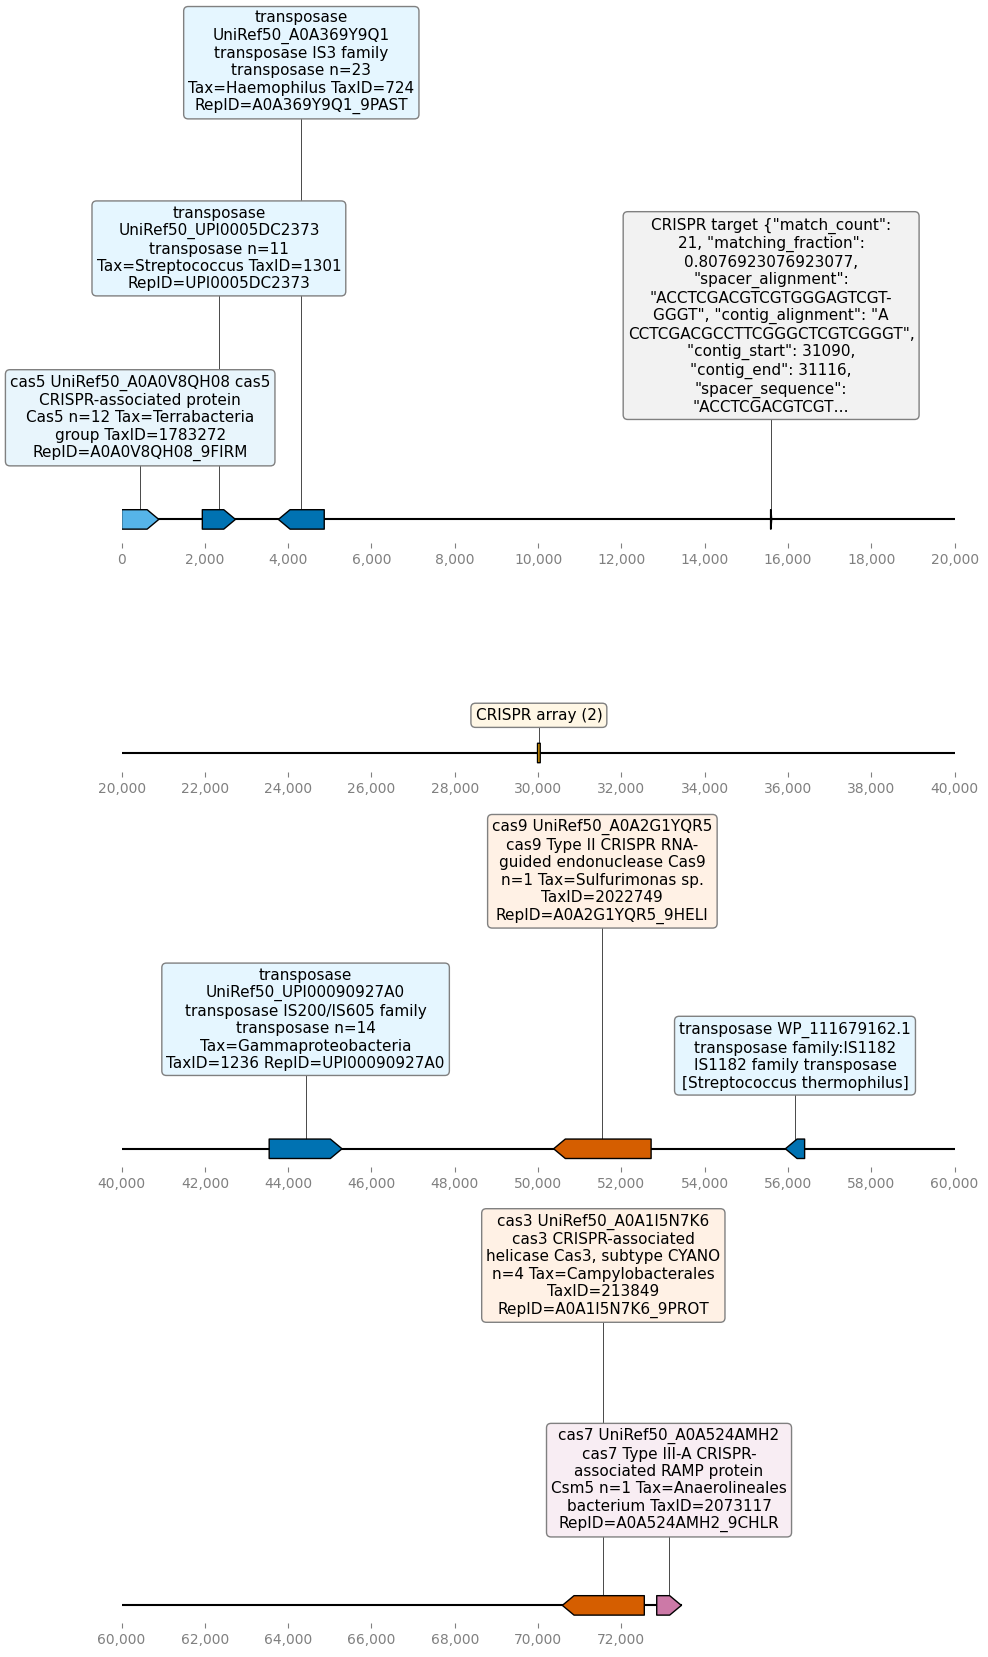 transposase
UniRef50_A0A369Y9Q1
transposase IS3 family
transposase n=23
Tax=Haemophilus TaxID=724
RepID=A0A369Y9Q1_9PAST
transposase
UniRef50_UPI0005DC2373
transposase n=11
Tax=Streptococcus TaxID=1301
RepID=UPI0005DC2373
CRISPR target {"match_count":
21, "matching_fraction":
0.8076923076923077,
"spacer_alignment":
"ACCTCGACGTCGTGGGAGTCGT-
GGGT", "contig_alignment": "A
CCTCGACGCCTTCGGGCTCGTCGGGT",
"contig_start": 31090,
"contig_end": 31116,
"spacer_sequence":
"ACCTCGACGTCGT...
cas5 UniRef50_A0A0V8QH08 cas5
CRISPR-associated protein
Cas5 n=12 Tax=Terrabacteria
group TaxID=1783272
RepID=A0A0V8QH08_9FIRM
0 2,000 4,000 6,000 8,000 10,000 12,000 14,000 16,000 18,000 20,000
CRISPR array (2)
20,000 22,000 24,000 26,000 28,000 30,000 32,000 34,000 36,000 38,000 40,000
cas9 UniRef50_A0A2G1YQR5
cas9 Type II CRISPR RNA-
guided endonuclease Cas9
n=1 Tax=Sulfurimonas sp.
TaxID=2022749
RepID=A0A2G1YQR5_9HELI
transposase
UniRef50_UPI00090927A0
transposase IS200/IS605 family
transposase n=14
Tax=Gammaproteobacteria
TaxID=1236 RepID=UPI00090927A0
transposase WP_111679162.1
transposase family:IS1182
IS1182 family transposase
[Streptococcus thermophilus]
40,000 42,000 44,000 46,000 48,000 50,000 52,000 54,000 56,000 58,000 60,000
cas3 UniRef50_A0A1I5N7K6
cas3 CRISPR-associated
helicase Cas3, subtype CYANO
n=4 Tax=Campylobacterales
TaxID=213849
RepID=A0A1I5N7K6_9PROT
cas7 UniRef50_A0A524AMH2
cas7 Type III-A CRISPR-
associated RAMP protein
Csm5 n=1 Tax=Anaerolineales
bacterium TaxID=2073117
RepID=A0A524AMH2_9CHLR
60,000 62,000 64,000 66,000 68,000 70,000 72,000